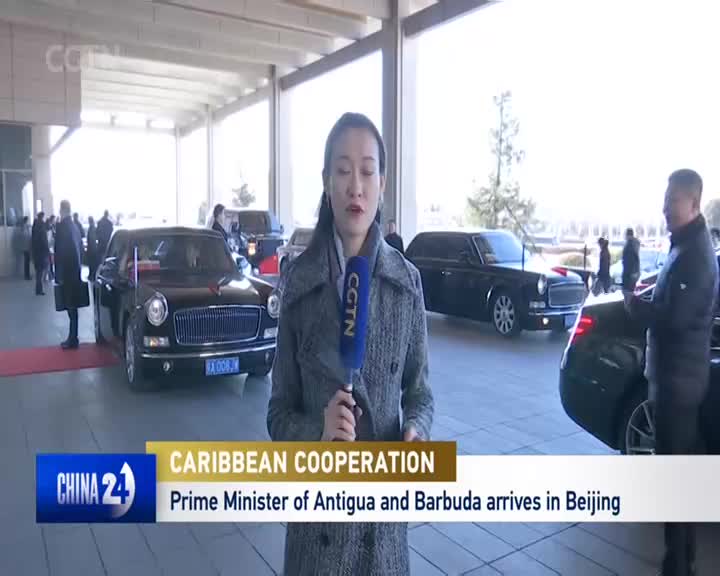 CGTN
CGTN
CARIBBEAN COOPERATION
CHINA 24
Prime Minister of Antigua and Barbuda arrives in Beijing